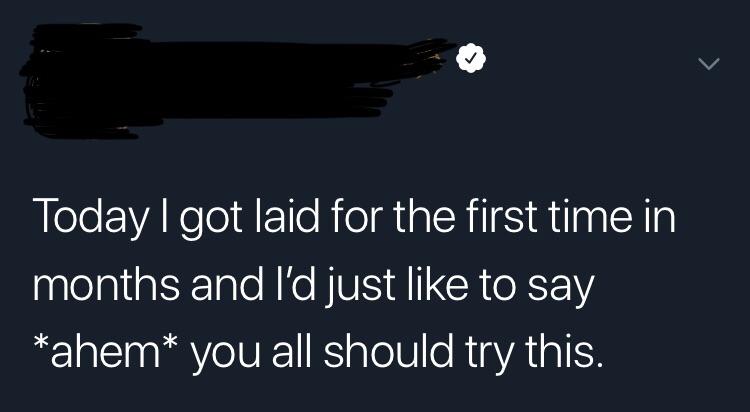 Today I got laid for the first time in
months and I’d just like to say
*ahem* you all should try this.